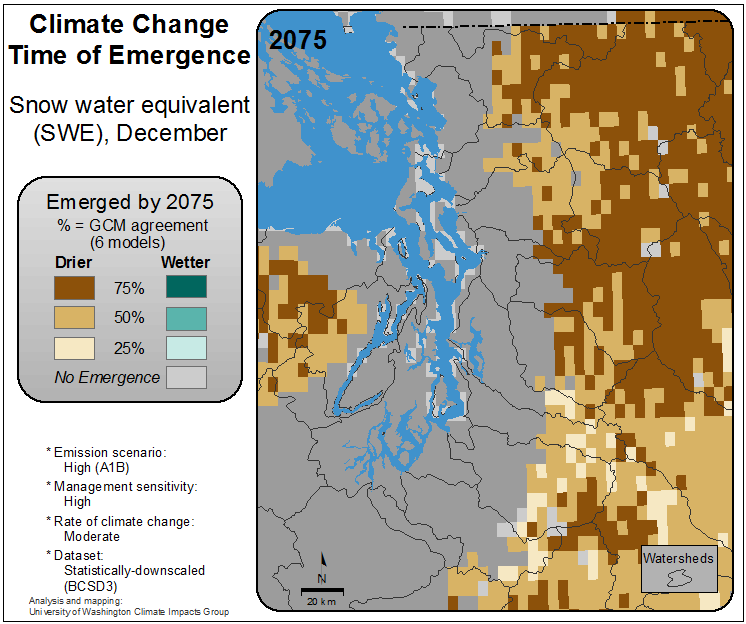 Climate Change
Time of Emergence
Snow water equivalent
(SWE), December
Emerged by 2075
% = GCM agreement
(6 models)
Drier Wetter
75%
50%
25%
No Emergence
* Emission scenario:
High (A1B)
* Management sensitivity:
High
* Rate of climate change:
Moderate
* Dataset:
Statistically-downscaled
(BCSD3)
Analysis and mapping:
University of Washington Climate Impacts Group
2075
N
20 km
Watersheds